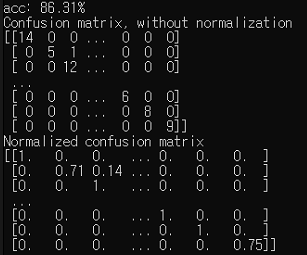 acc: 86.31%
Confusion matrix, without normalization
[[14  0  0 ...  0  0  0]
 [ 0  5  1 ...  0  0  0]
 [ 0  0 12 ...  0  0  0]
 ...
 [ 0  0  0 ...  6  0  0]
 [ 0  0  0 ...  0  8  0]
 [ 0  0  0 ...  0  0  9]]
Normalized confusion matrix
[[1.   0.   0.   ... 0.   0.   0.  ]
 [0.   0.71 0.14 ... 0.   0.   0.  ]
 [0.   0.   1.   ... 0.   0.   0.  ]
 ...
 [0.   0.   0.   ... 1.   0.   0.  ]
 [0.   0.   0.   ... 0.   1.   0.  ]
 [0.   0.   0.   ... 0.   0.   0.75]]